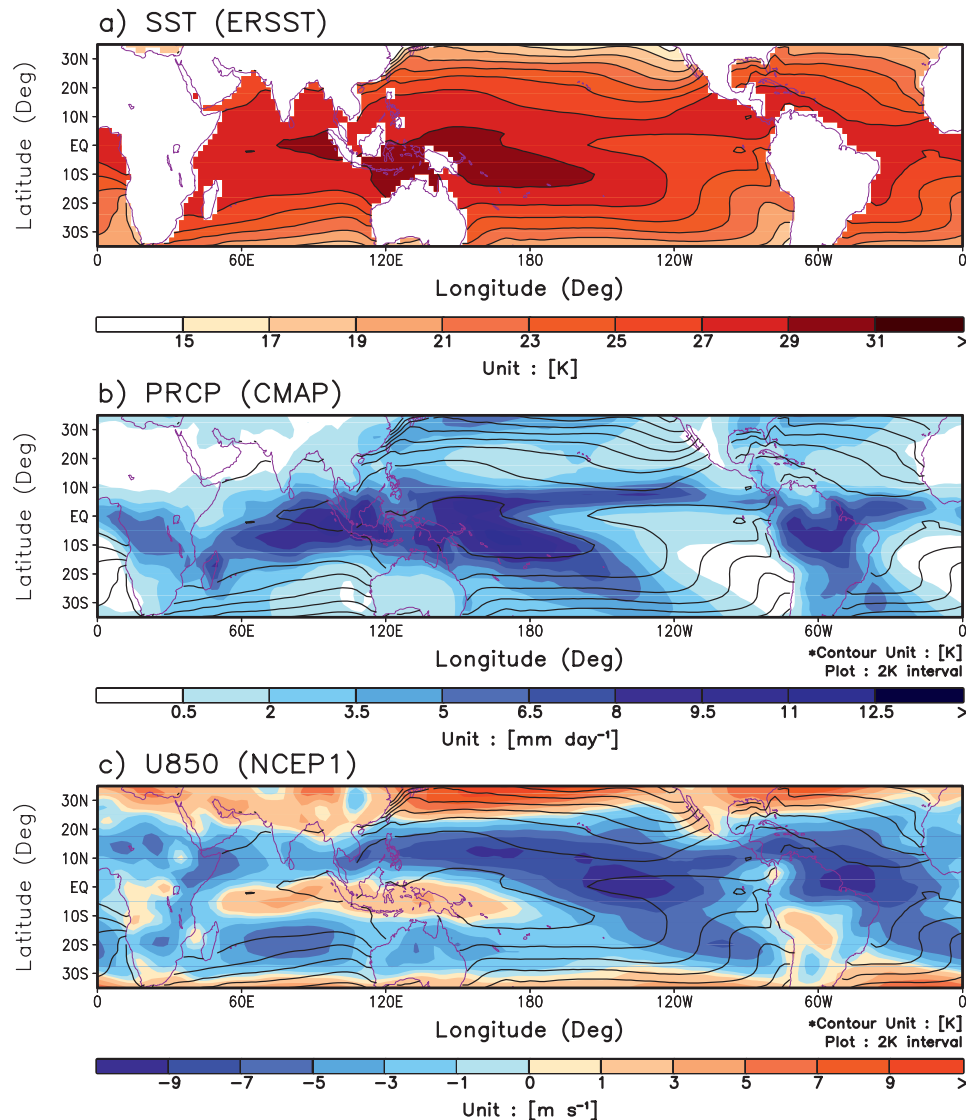 a) SST (ERSST)
Latitude (Deg)
30N
20N
10N
EQ
10S
20S
30S
0 60E 120E 180 120W 60W 0
Longitude (Deg)
15 17 19 21 23 25 27 29 31 >
Unit : [K]
b) PRCP (CMAP)
Latitude (Deg)
30N
20N
10N
EQ
10S
20S
30S
0 60E 120E 180 120W 60W 0
Longitude (Deg)
*Contour Unit : [K]
Plot : 2K interval
0.5 2 3.5 5 6.5 8 9.5 11 12.5 >
Unit : [mm day⁻¹]
c) U850 (NCEP1)
Latitude (Deg)
30N
20N
10N
EQ
10S
20S
30S
0 60E 120E 180 120W 60W 0
Longitude (Deg)
*Contour Unit : [K]
Plot : 2K interval
−9 −7 −5 −3 −1 0 1 3 5 7 9 >
Unit : [m s⁻¹]